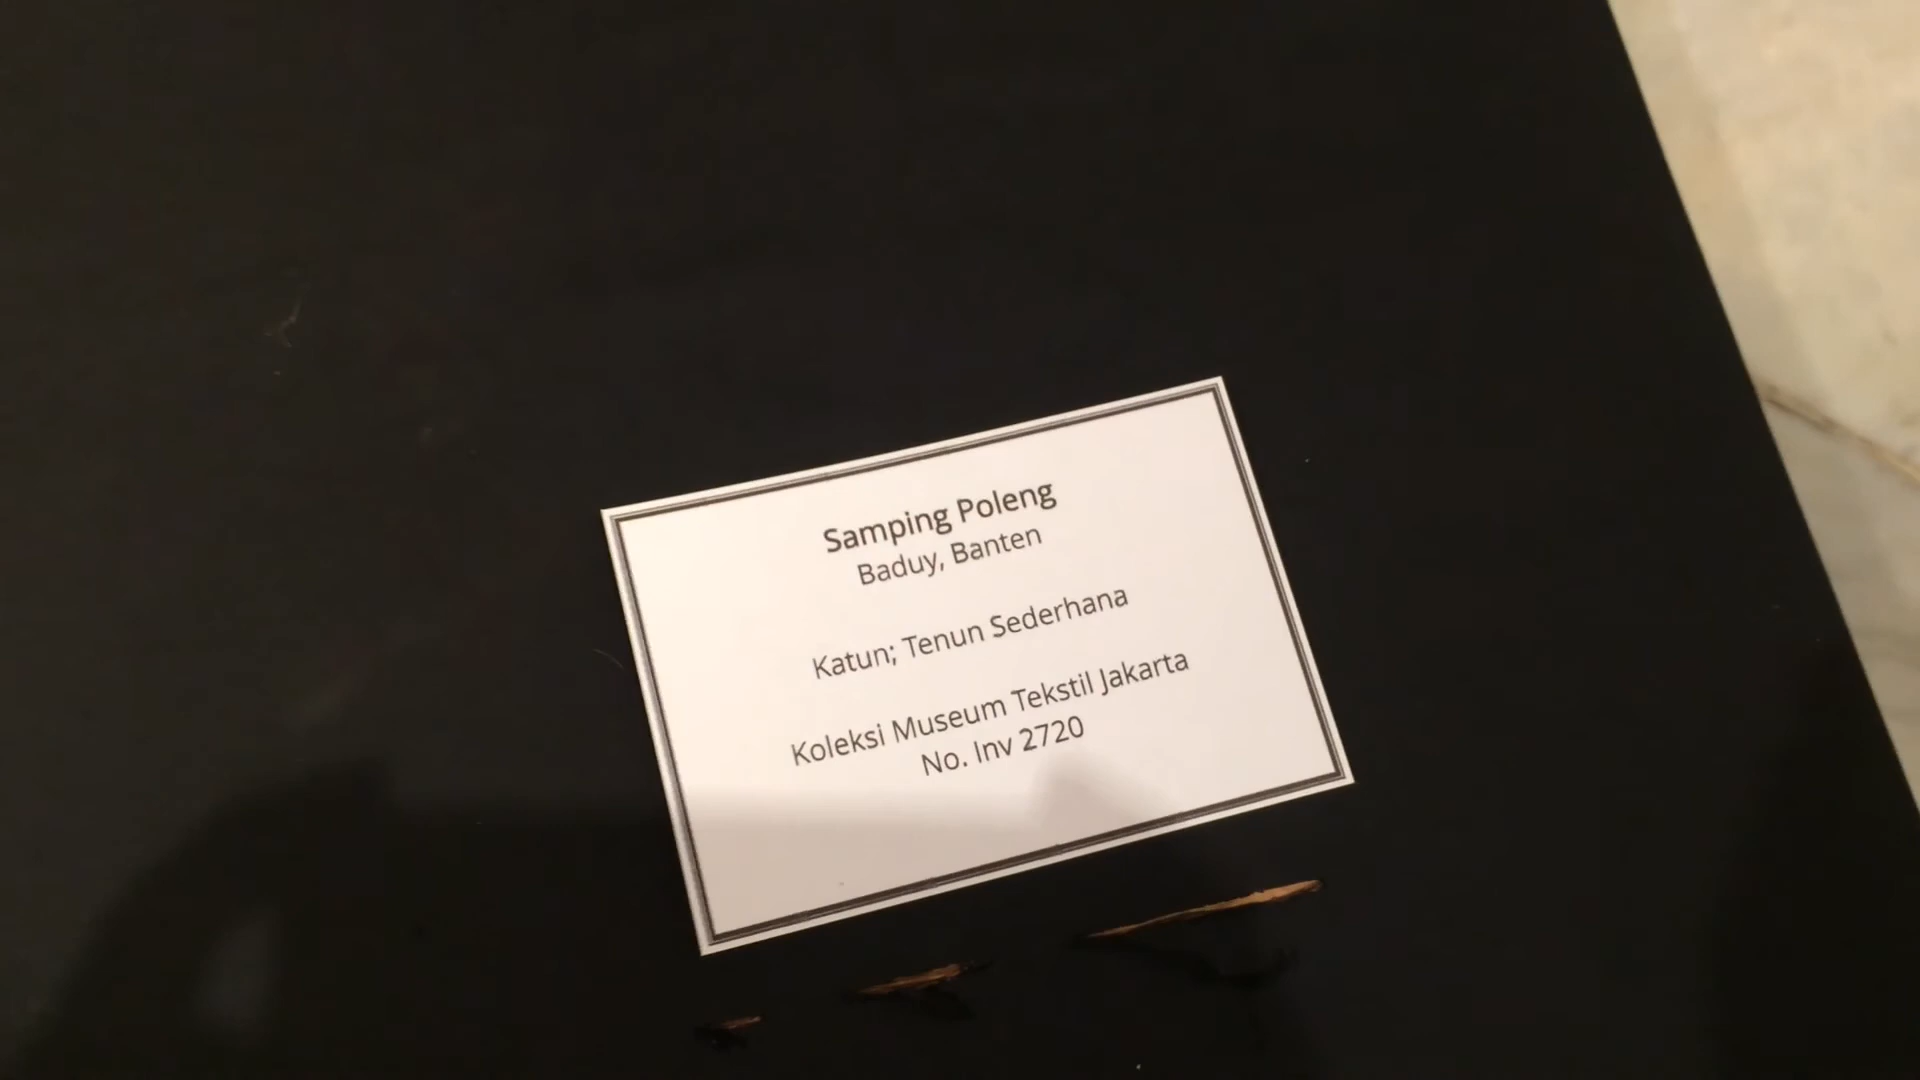 Samping Poleng
Baduy, Banten
Katun; Tenun Sederhana
Koleksi Museum Tekstil Jakarta
No. Inv 2720